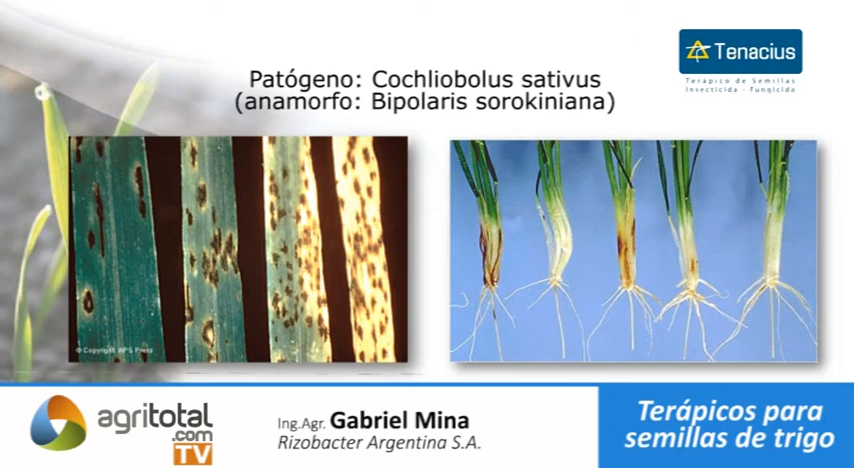 Tenacius
Terápico de Semillas
Insecticida - Fungicida
Patógeno: Cochliobolus sativus
(anamorfo: Bipolaris sorokiniana)
© Copyright APS Press
agritotal
.com
TV
Ing.Agr. Gabriel Mina
Rizobacter Argentina S.A.
Terápicos para
semillas de trigo